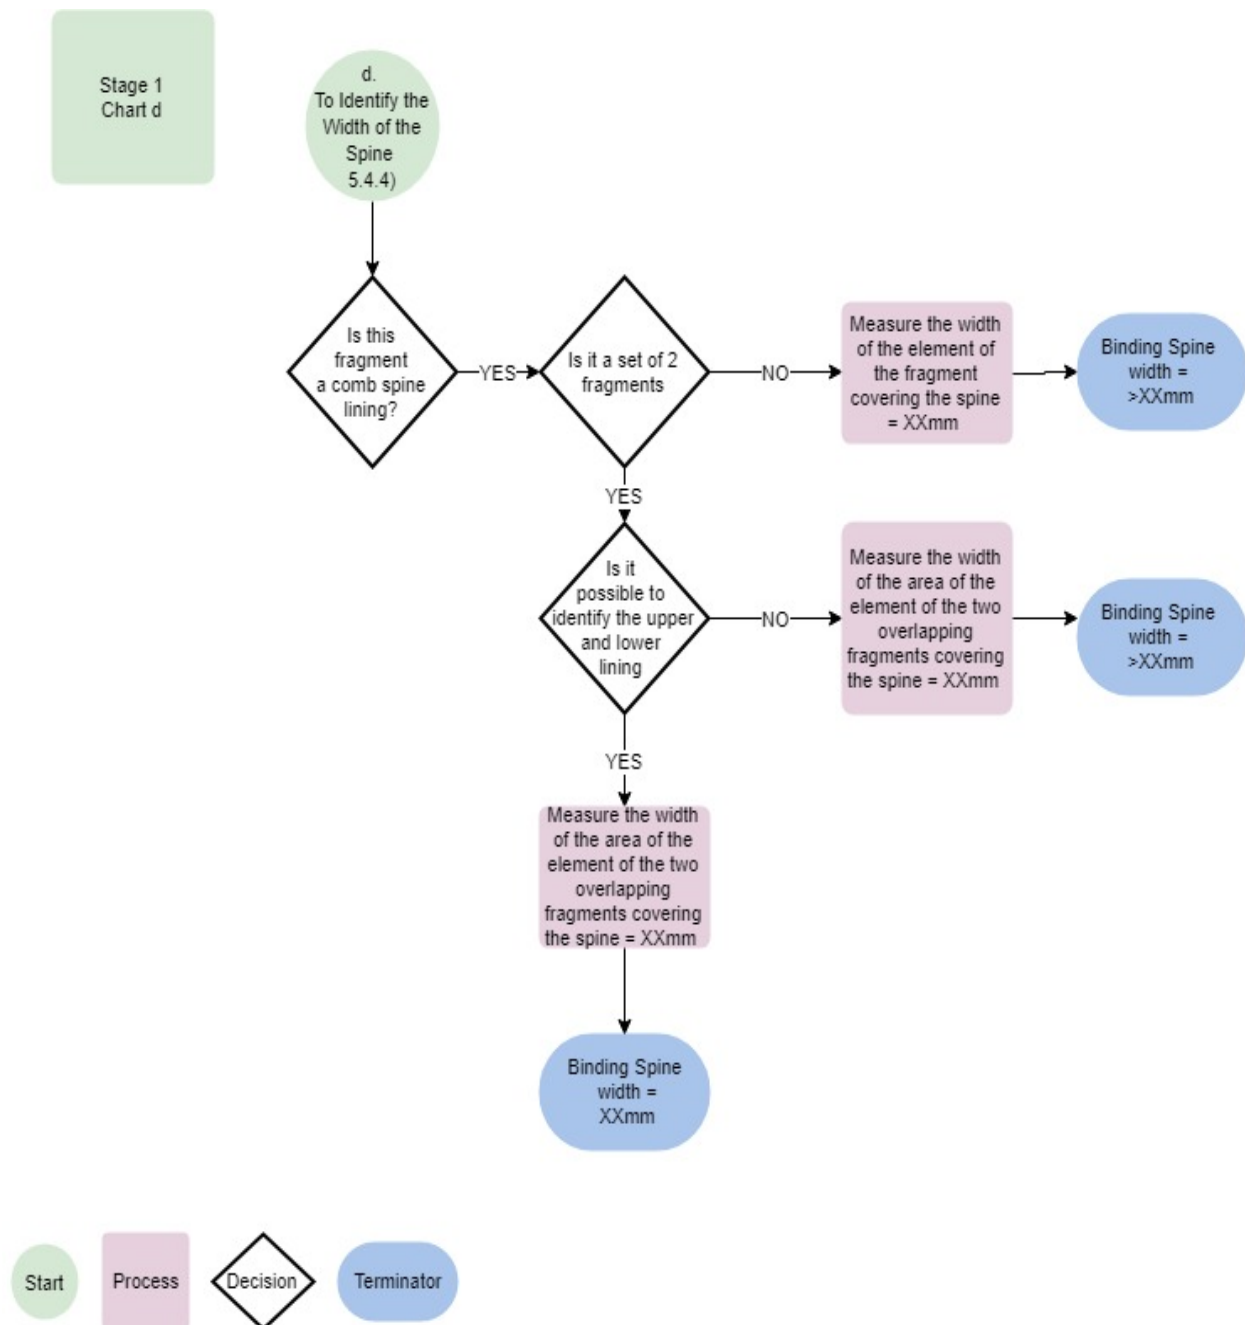 Stage 1
Chart d
d.
To Identify the
Width of the
Spine
5.4.4)
Is this
fragment
a comb spine
lining?
YES
Is it a set of 2
fragments
NO
Measure the width
of the element of
the fragment
covering the spine
= XXmm
Binding Spine
width =
>XXmm
YES
Is it
possible to
identify the upper
and lower
lining
NO
Measure the width
of the area of the
element of the two
overlapping
fragments covering
the spine = XXmm
Binding Spine
width =
>XXmm
YES
Measure the width
of the area of the
element of the two
overlapping
fragments covering
the spine = XXmm
Binding Spine
width =
XXmm
Start
Process
Decision
Terminator